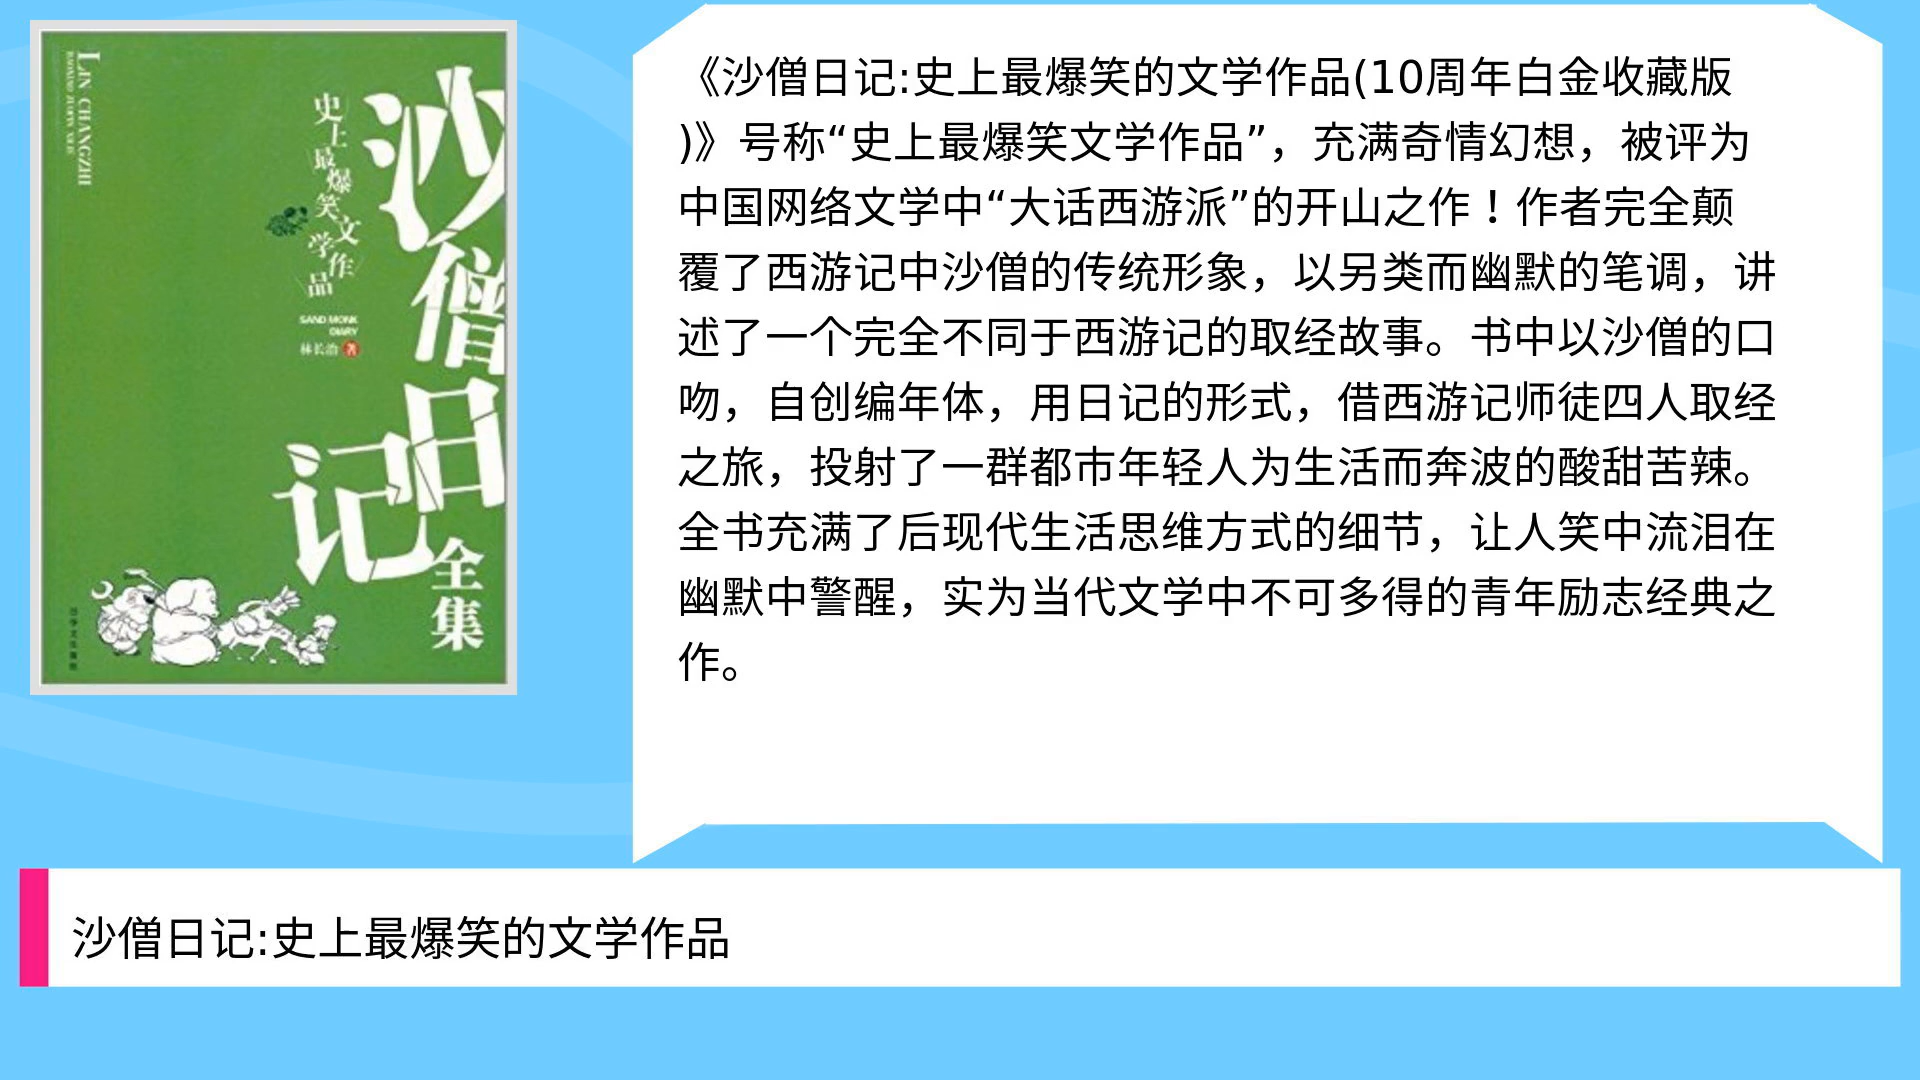 LIN CHANGZHI
沙僧日记
史上最爆笑文学作品
SAND MONK
DIARY
林长治 著
全集
《沙僧日记:史上最爆笑的文学作品(10周年白金收藏版
)》号称“史上最爆笑文学作品”，充满奇情幻想，被评为
中国网络文学中“大话西游派”的开山之作！作者完全颠
覆了西游记中沙僧的传统形象，以另类而幽默的笔调，讲
述了一个完全不同于西游记的取经故事。书中以沙僧的口
吻，自创编年体，用日记的形式，借西游记师徒四人取经
之旅，投射了一群都市年轻人为生活而奔波的酸甜苦辣。
全书充满了后现代生活思维方式的细节，让人笑中流泪在
幽默中警醒，实为当代文学中不可多得的青年励志经典之
作。
沙僧日记:史上最爆笑的文学作品